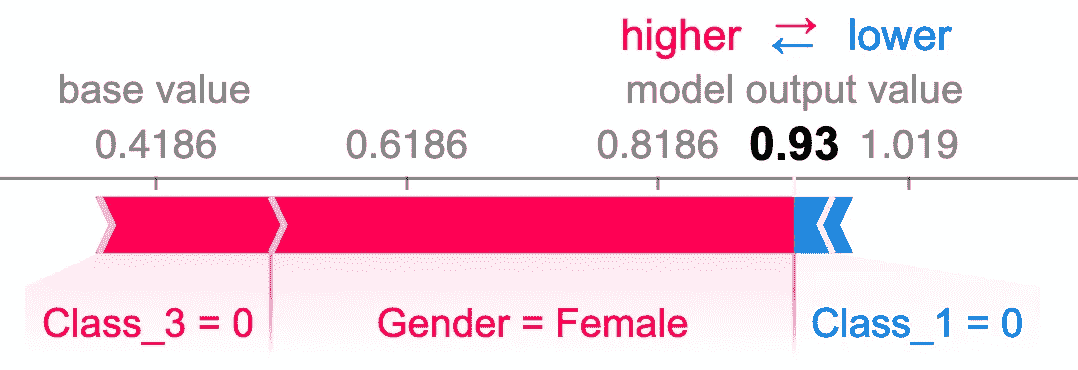 higher ⇄ lower
base value model output value
0.4186 0.6186 0.8186 0.93 1.019
Class_3 = 0 Gender = Female Class_1 = 0